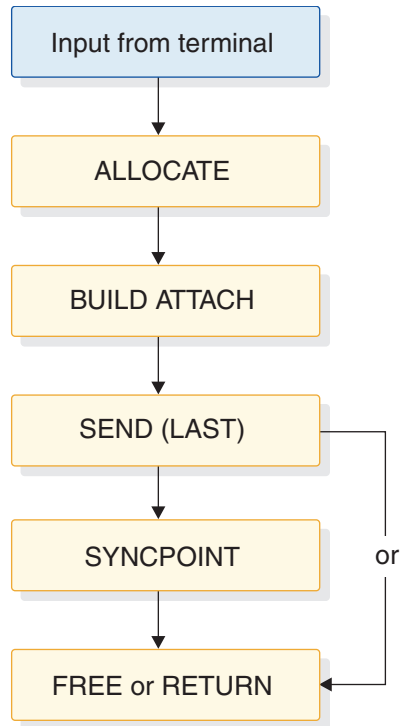 Input from terminal
ALLOCATE
BUILD ATTACH
SEND (LAST)
SYNCPOINT
or
FREE or RETURN